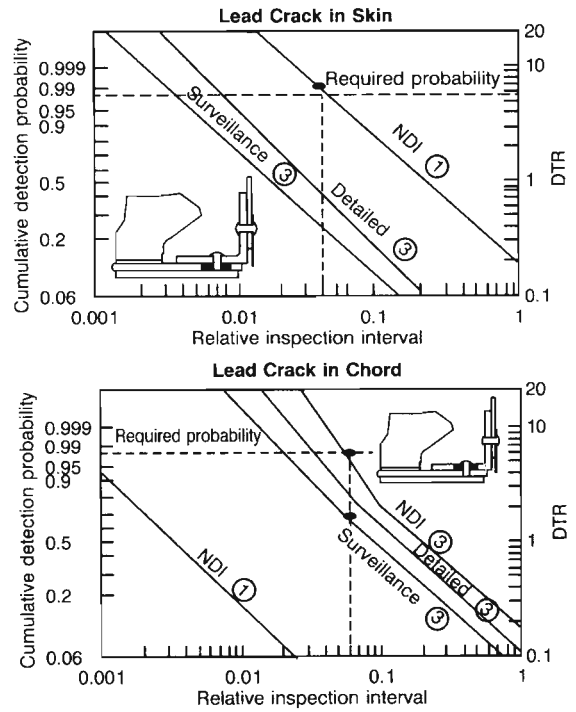 Lead Crack in Skin
Cumulative detection probability
0.999
0.99
0.95
0.9
0.5
0.2
0.06
Required probability
Surveillance ③
Detailed ③
NDI ①
20
10
1
0.1
DTR
0.001
0.01
0.1
1
Relative inspection interval
Lead Crack in Chord
Cumulative detection probability
0.999
0.99
0.95
0.9
0.5
0.2
0.06
Required probability
NDI ①
NDI ③
Detailed ③
Surveillance ③
20
10
1
0.1
DTR
0.001
0.01
0.1
1
Relative inspection interval